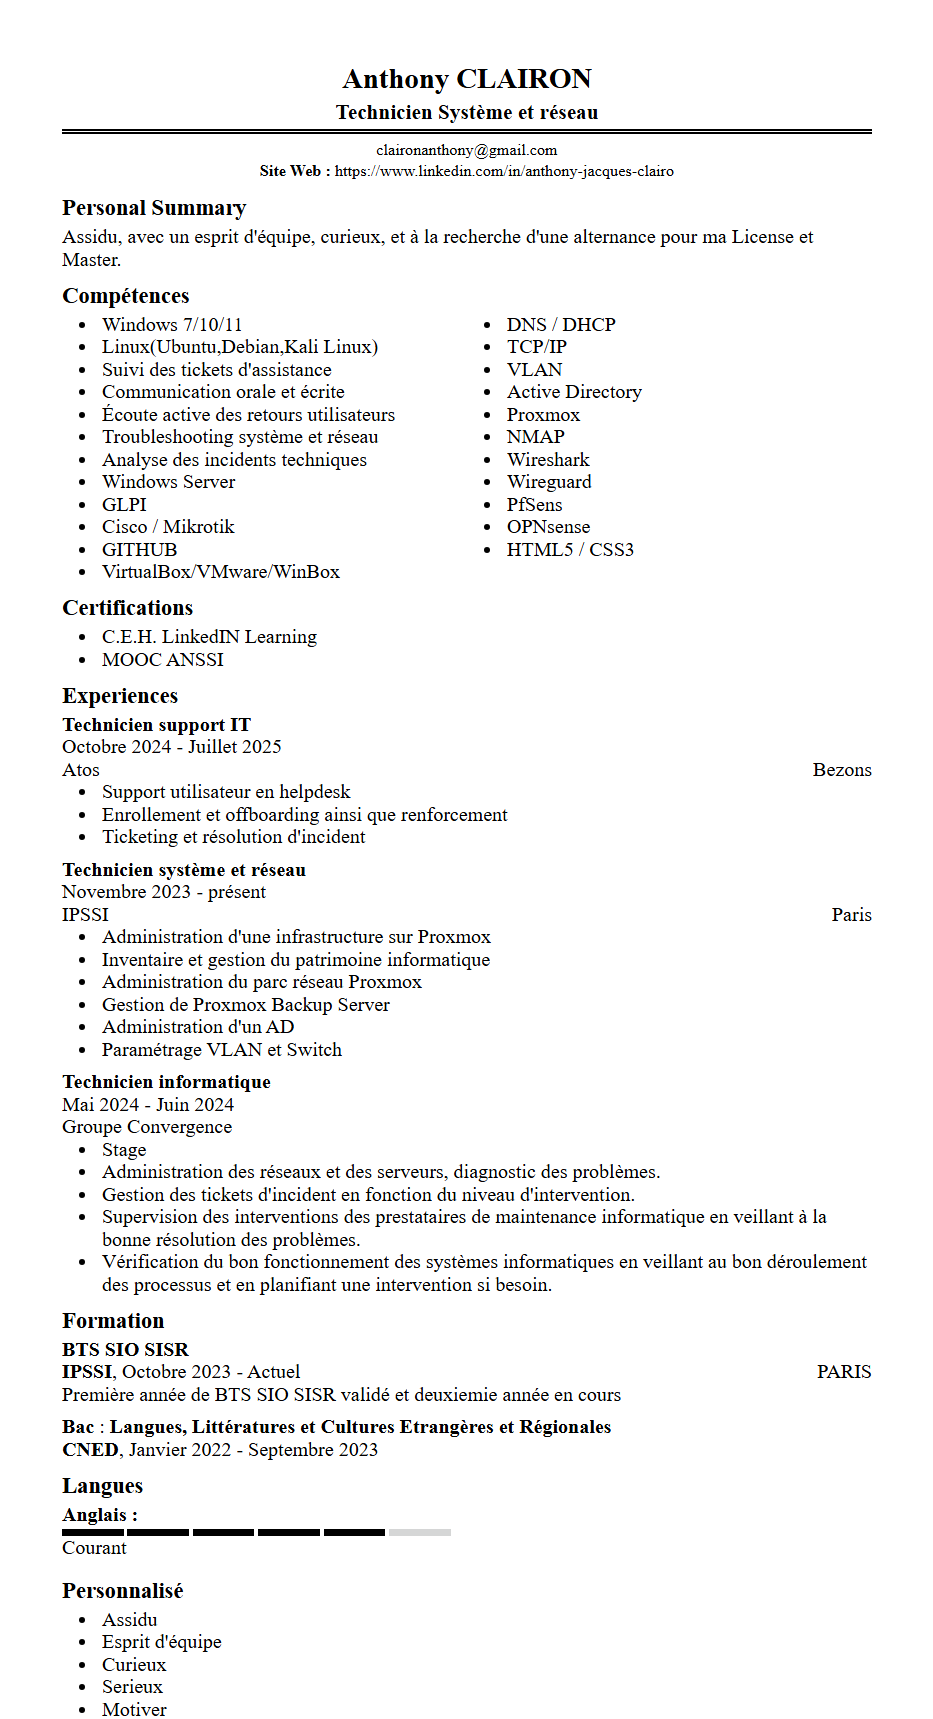 Anthony CLAIRON
Technicien Système et réseau
claironanthony@gmail.com
Site Web : https://www.linkedin.com/in/anthony-jacques-clairo
Personal Summary
Assidu, avec un esprit d'équipe, curieux, et à la recherche d'une alternance pour ma License et
Master.
Compétences
• Windows 7/10/11
• Linux(Ubuntu,Debian,Kali Linux)
• Suivi des tickets d'assistance
• Communication orale et écrite
• Écoute active des retours utilisateurs
• Troubleshooting système et réseau
• Analyse des incidents techniques
• Windows Server
• GLPI
• Cisco / Mikrotik
• GITHUB
• VirtualBox/VMware/WinBox
• DNS / DHCP
• TCP/IP
• VLAN
• Active Directory
• Proxmox
• NMAP
• Wireshark
• Wireguard
• PfSens
• OPNsense
• HTML5 / CSS3
Certifications
• C.E.H. LinkedIN Learning
• MOOC ANSSI
Experiences
Technicien support IT
Octobre 2024 - Juillet 2025
Atos Bezons
• Support utilisateur en helpdesk
• Enrollement et offboarding ainsi que renforcement
• Ticketing et résolution d'incident
Technicien système et réseau
Novembre 2023 - présent
IPSSI Paris
• Administration d'une infrastructure sur Proxmox
• Inventaire et gestion du patrimoine informatique
• Administration du parc réseau Proxmox
• Gestion de Proxmox Backup Server
• Administration d'un AD
• Paramétrage VLAN et Switch
Technicien informatique
Mai 2024 - Juin 2024
Groupe Convergence
• Stage
• Administration des réseaux et des serveurs, diagnostic des problèmes.
• Gestion des tickets d'incident en fonction du niveau d'intervention.
• Supervision des interventions des prestataires de maintenance informatique en veillant à la
bonne résolution des problèmes.
• Vérification du bon fonctionnement des systèmes informatiques en veillant au bon déroulement
des processus et en planifiant une intervention si besoin.
Formation
BTS SIO SISR
IPSSI, Octobre 2023 - Actuel PARIS
Première année de BTS SIO SISR validé et deuxiemie année en cours
Bac : Langues, Littératures et Cultures Etrangères et Régionales
CNED, Janvier 2022 - Septembre 2023
Langues
Anglais :
Courant
Personnalisé
• Assidu
• Esprit d'équipe
• Curieux
• Serieux
• Motiver